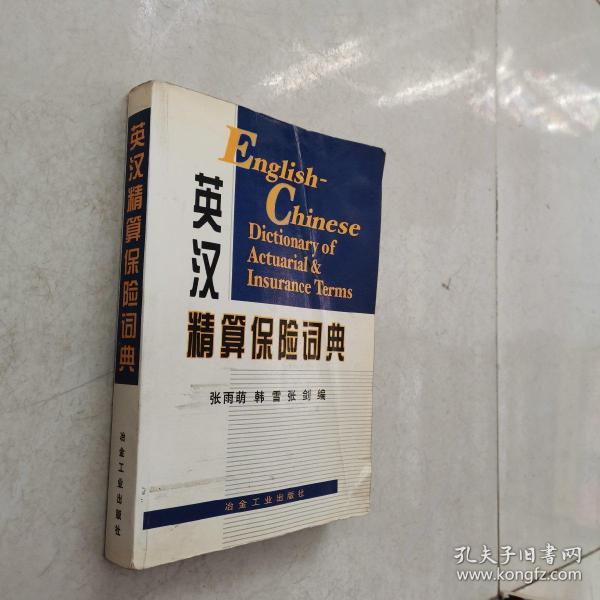 英汉精算保险词典
冶金工业出版社
English-
Chinese
Dictionary of
Actuarial &
Insurance Terms
英汉
精算保险词典
张雨萌 韩雪 张剑 编
冶金工业出版社
孔夫子旧书网
www.kongfz.com